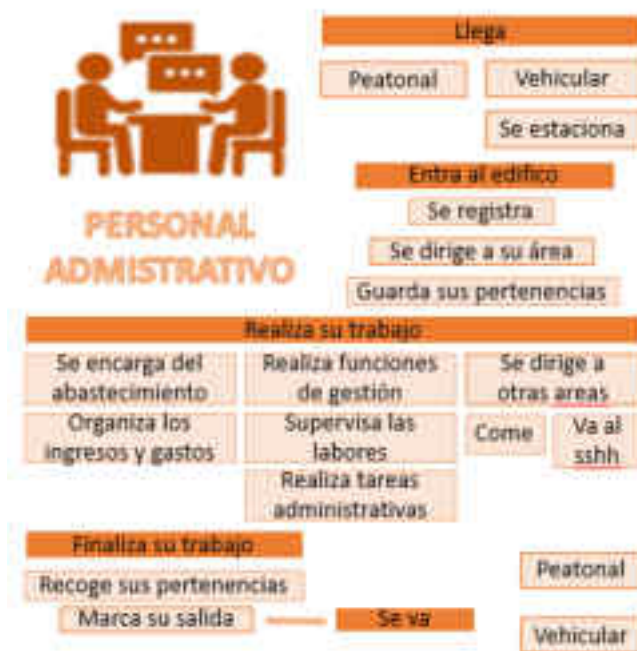 Llega
Peatonal
Vehicular
Se estaciona
Entra al edifico
Se registra
Se dirige a su área
Guarda sus pertenencias
PERSONAL
ADMISTRATIVO
Realiza su trabajo
Se encarga del
abastecimiento
Realiza funciones
de gestión
Se dirige a
otras areas
Organiza los
ingresos y gastos
Supervisa las
labores
Come
Va al
sshh
Realiza tareas
administrativas
Finaliza su trabajo
Recoge sus pertenencias
Marca su salida
Se va
Peatonal
Vehicular